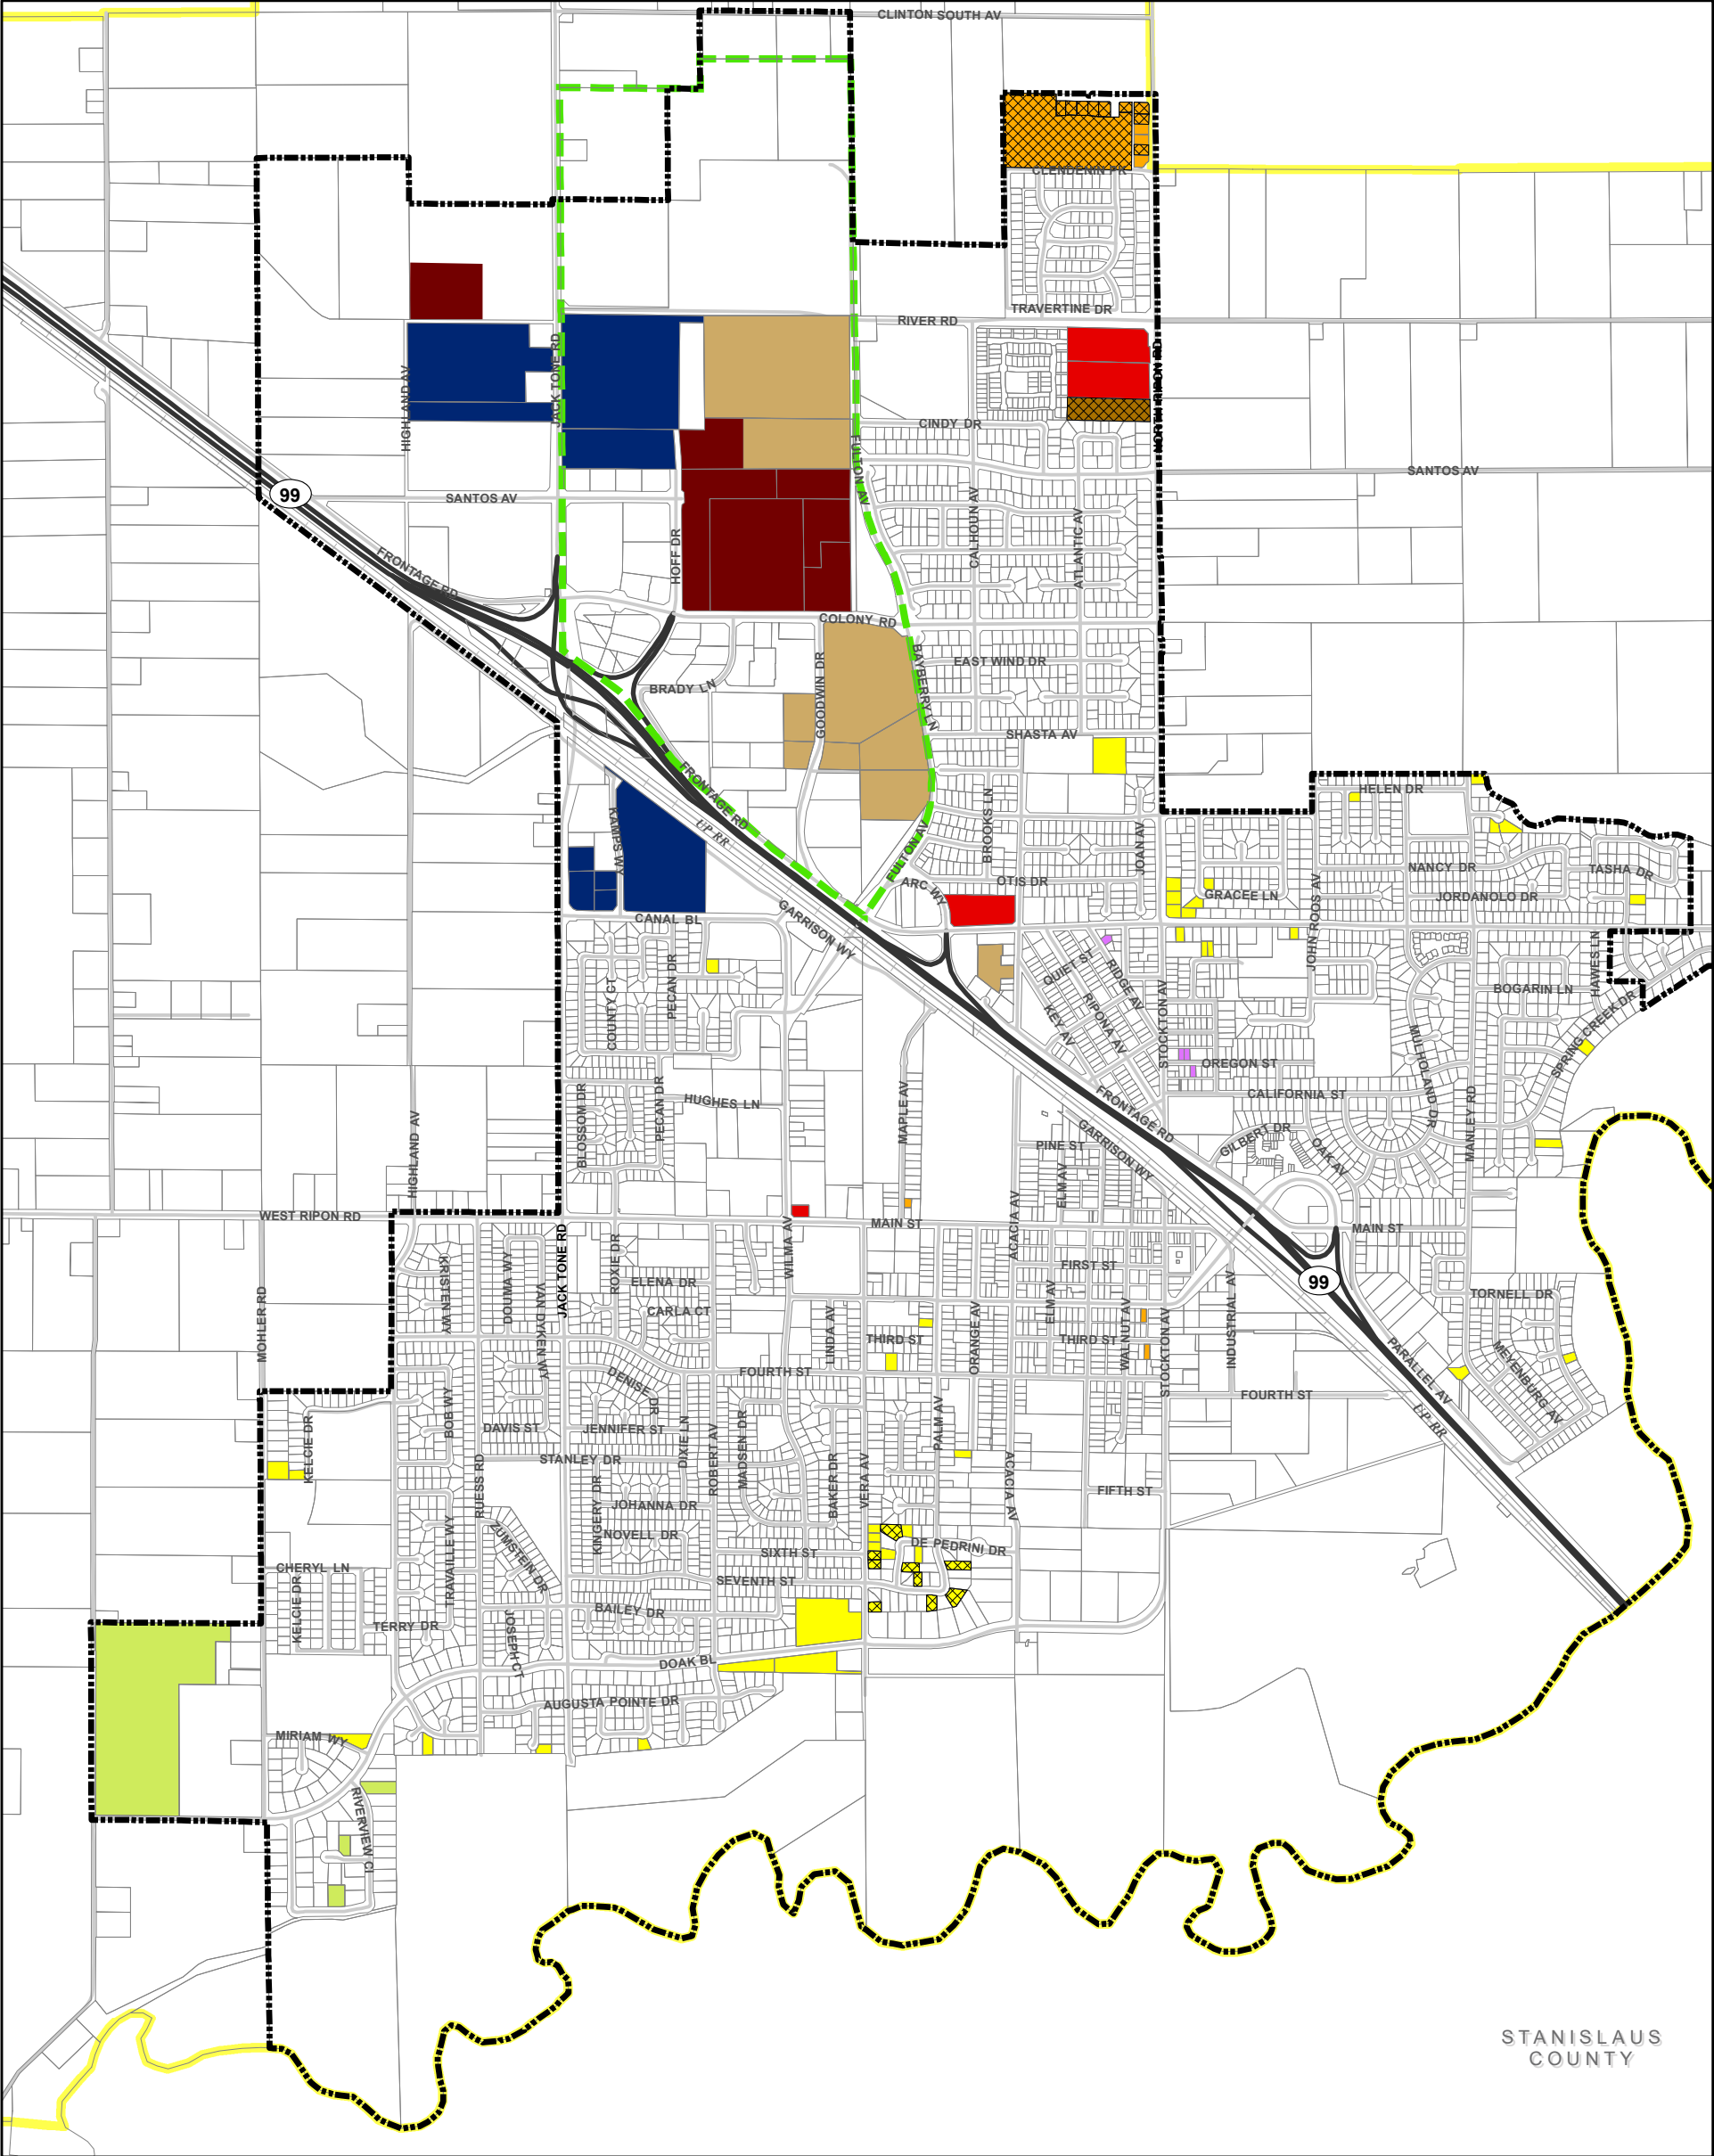 CLINTON SOUTH AV
CLENDENIN DR
TRAVERTINE DR
RIVER RD
JACK TONE RD
HIGHLAND AV
NORTH RIPON RD
CINDY DR
FULTON AV
SANTOS AV
SANTOS AV
99
CALHOUN AV
ATLANTIC AV
HOFF DR
FRONTAGE RD
COLONY RD
EAST WIND DR
BAYBERRY LN
GOODWIN DR
BRADY LN
SHASTA AV
FRONTAGE RD
UP RR
KAMPS WY
HELEN DR
BROOKS LN
JOAN AV
FULTON AV
NANCY DR
TASHA DR
ARC WY
OTIS DR
GRACEE LN
JORDANOLO DR
JOHN ROOS AV
CANAL BL
GARRISON WY
QUIET ST
RIDGE AV
HAWES LN
PECAN DR
COUNTY CT
BOGARIN LN
KEY AV
RIPONA AV
STOCKTON AV
SPRING CREEK DR
MULHOLAND DR
OREGON ST
CALIFORNIA ST
HUGHES LN
MAPLE AV
BLOSSOM DR
PECAN DR
FRONTAGE RD
GARRISON WY
PINE ST
GILBERT DR
OAK AV
MANLEY RD
HIGHLAND AV
ELM AV
ACACIA AV
WEST RIPON RD
MAIN ST
MAIN ST
WILMA AV
JACK TONE RD
ROXIE DR
KRISTEN WY
DOUMA WY
VAN DYKEN WY
ELENA DR
FIRST ST
99
TORNELL DR
MOHLER RD
CARLA CT
LINDA AV
THIRD ST
ORANGE AV
ELM AV
THIRD ST
WALNUT AV
STOCKTON AV
INDUSTRIAL AV
PARALLEL AV
MEYENBURG AV
FOURTH ST
FOURTH ST
DENISE DR
BOB WY
KELCIE DR
DAVIS ST
JENNIFER ST
DIXIE LN
ROBERT AV
MADSEN DR
PALM AV
UP RR
STANLEY DR
RUESS RD
BAKER DR
VERA AV
ACACIA AV
FIFTH ST
KINGERY DR
JOHANNA DR
NOVELL DR
ZUMSTEIN DR
TRAVAILLE WY
SIXTH ST
DE PEDRINI DR
CHERYL LN
SEVENTH ST
KELCIE DR
BAILEY DR
TERRY DR
JOSEPH CT
DOAK BL
AUGUSTA POINTE DR
MIRIAM WY
RIVERVIEW CI
STANISLAUS
COUNTY